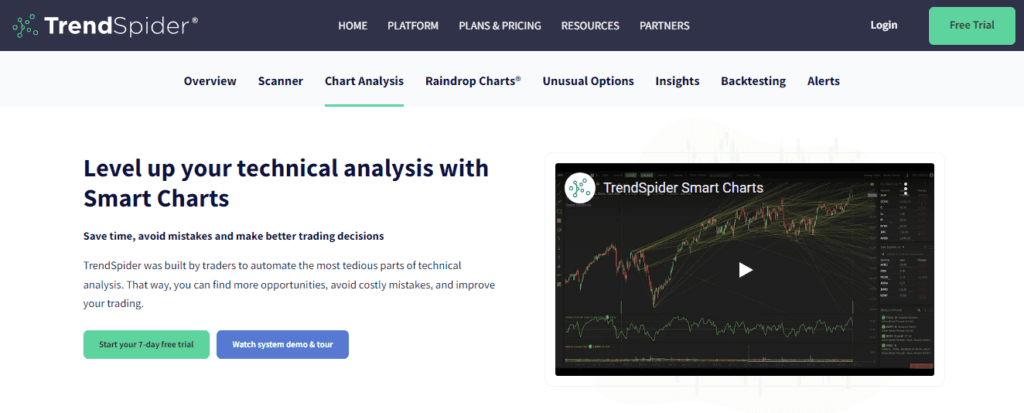 TrendSpider®
HOME PLATFORM PLANS & PRICING RESOURCES PARTNERS
Login
Free Trial
Overview Scanner Chart Analysis Raindrop Charts® Unusual Options Insights Backtesting Alerts
Level up your technical analysis with
Smart Charts
Save time, avoid mistakes and make better trading decisions
TrendSpider was built by traders to automate the most tedious parts of technical
analysis. That way, you can find more opportunities, avoid costly mistakes, and improve
your trading.
Start your 7-day free trial
Watch system demo & tour
TrendSpider Smart Charts